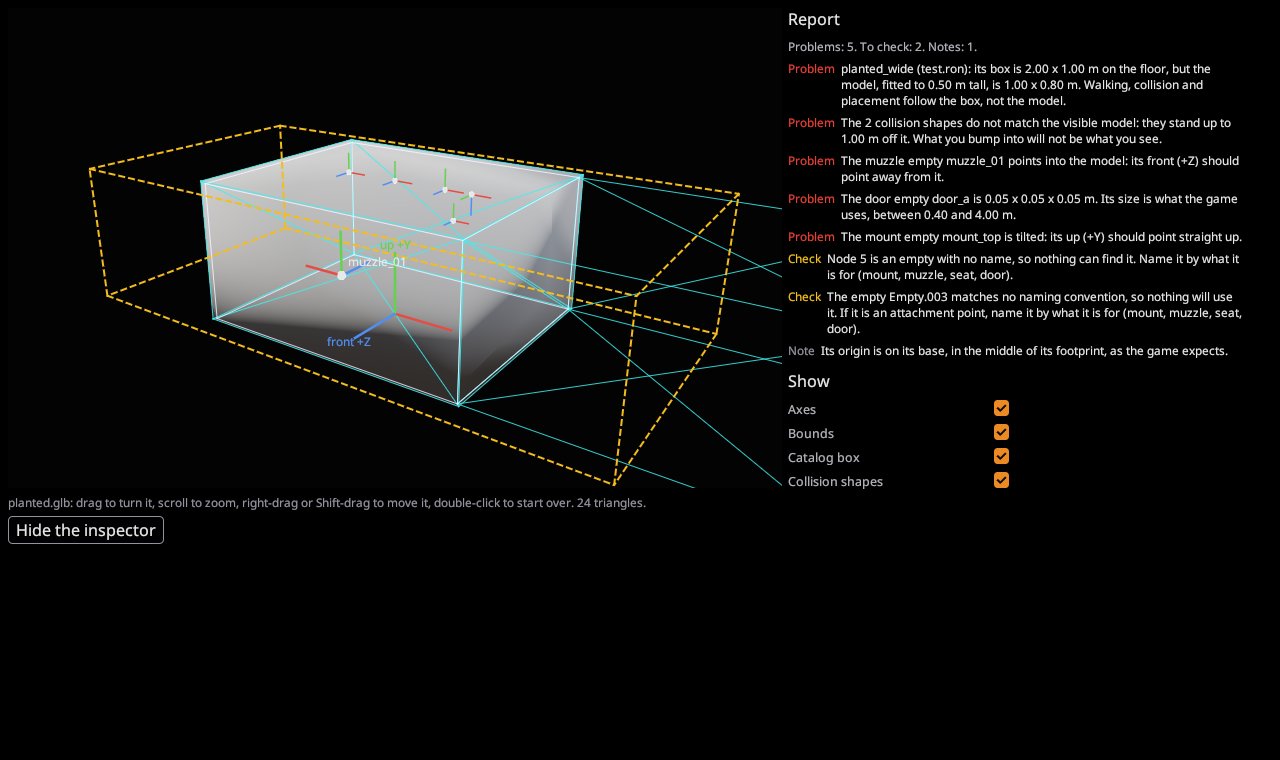 Report
Problems: 5. To check: 2. Notes: 1.
Problem planted_wide (test.ron): its box is 2.00 x 1.00 m on the floor, but the
model, fitted to 0.50 m tall, is 1.00 x 0.80 m. Walking, collision and
placement follow the box, not the model.
Problem The 2 collision shapes do not match the visible model: they stand up to
1.00 m off it. What you bump into will not be what you see.
Problem The muzzle empty muzzle_01 points into the model: its front (+Z) should
point away from it.
Problem The door empty door_a is 0.05 x 0.05 x 0.05 m. Its size is what the game
uses, between 0.40 and 4.00 m.
Problem The mount empty mount_top is tilted: its up (+Y) should point straight up.
Check Node 5 is an empty with no name, so nothing can find it. Name it by what it
is for (mount, muzzle, seat, door).
Check The empty Empty.003 matches no naming convention, so nothing will use
it. If it is an attachment point, name it by what it is for (mount, muzzle, seat,
door).
Note Its origin is on its base, in the middle of its footprint, as the game expects.
Show
Axes
Bounds
Catalog box
Collision shapes
up +Y
muzzle_01
front +Z
planted.glb: drag to turn it, scroll to zoom, right-drag or Shift-drag to move it, double-click to start over. 24 triangles.
Hide the inspector